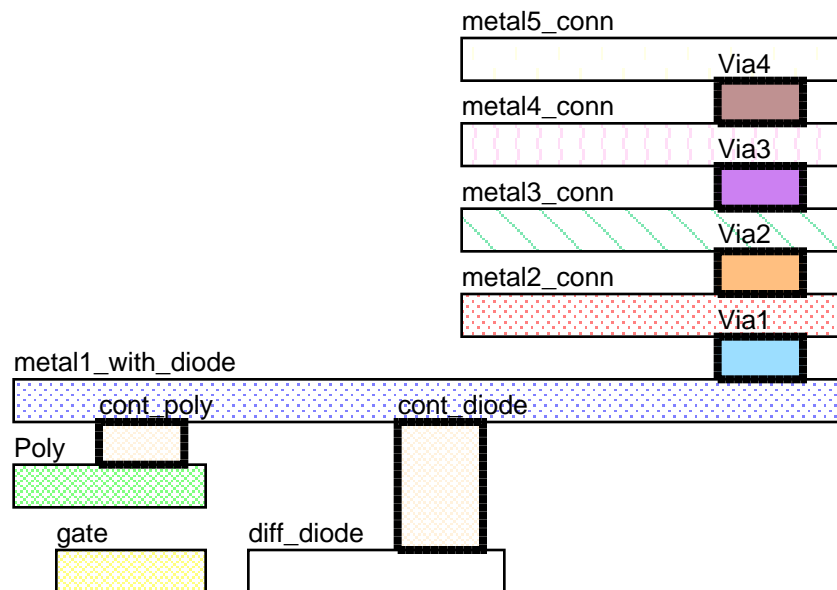 metal5_conn
Via4
metal4_conn
Via3
metal3_conn
Via2
metal2_conn
Via1
metal1_with_diode
cont_poly
cont_diode
Poly
gate
diff_diode